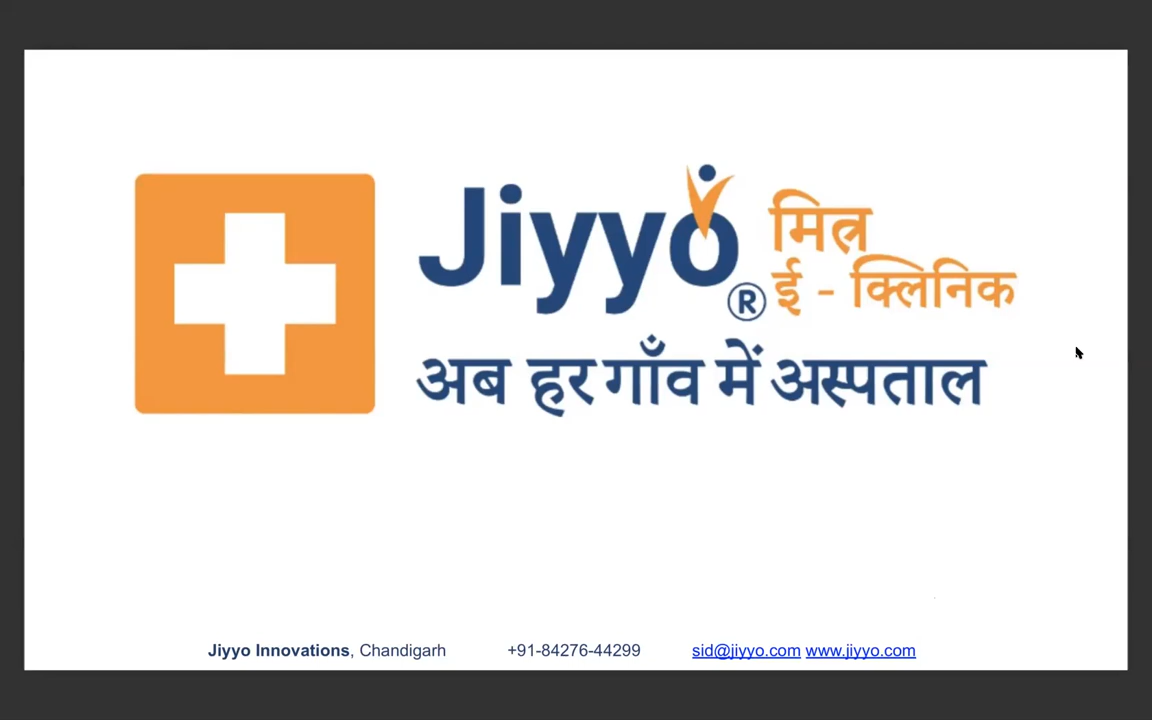 Jiyyo® मित्र
ई - क्लिनिक
अब हर गाँव में अस्पताल
Jiyyo Innovations, Chandigarh +91-84276-44299 sid@jiyyo.com www.jiyyo.com